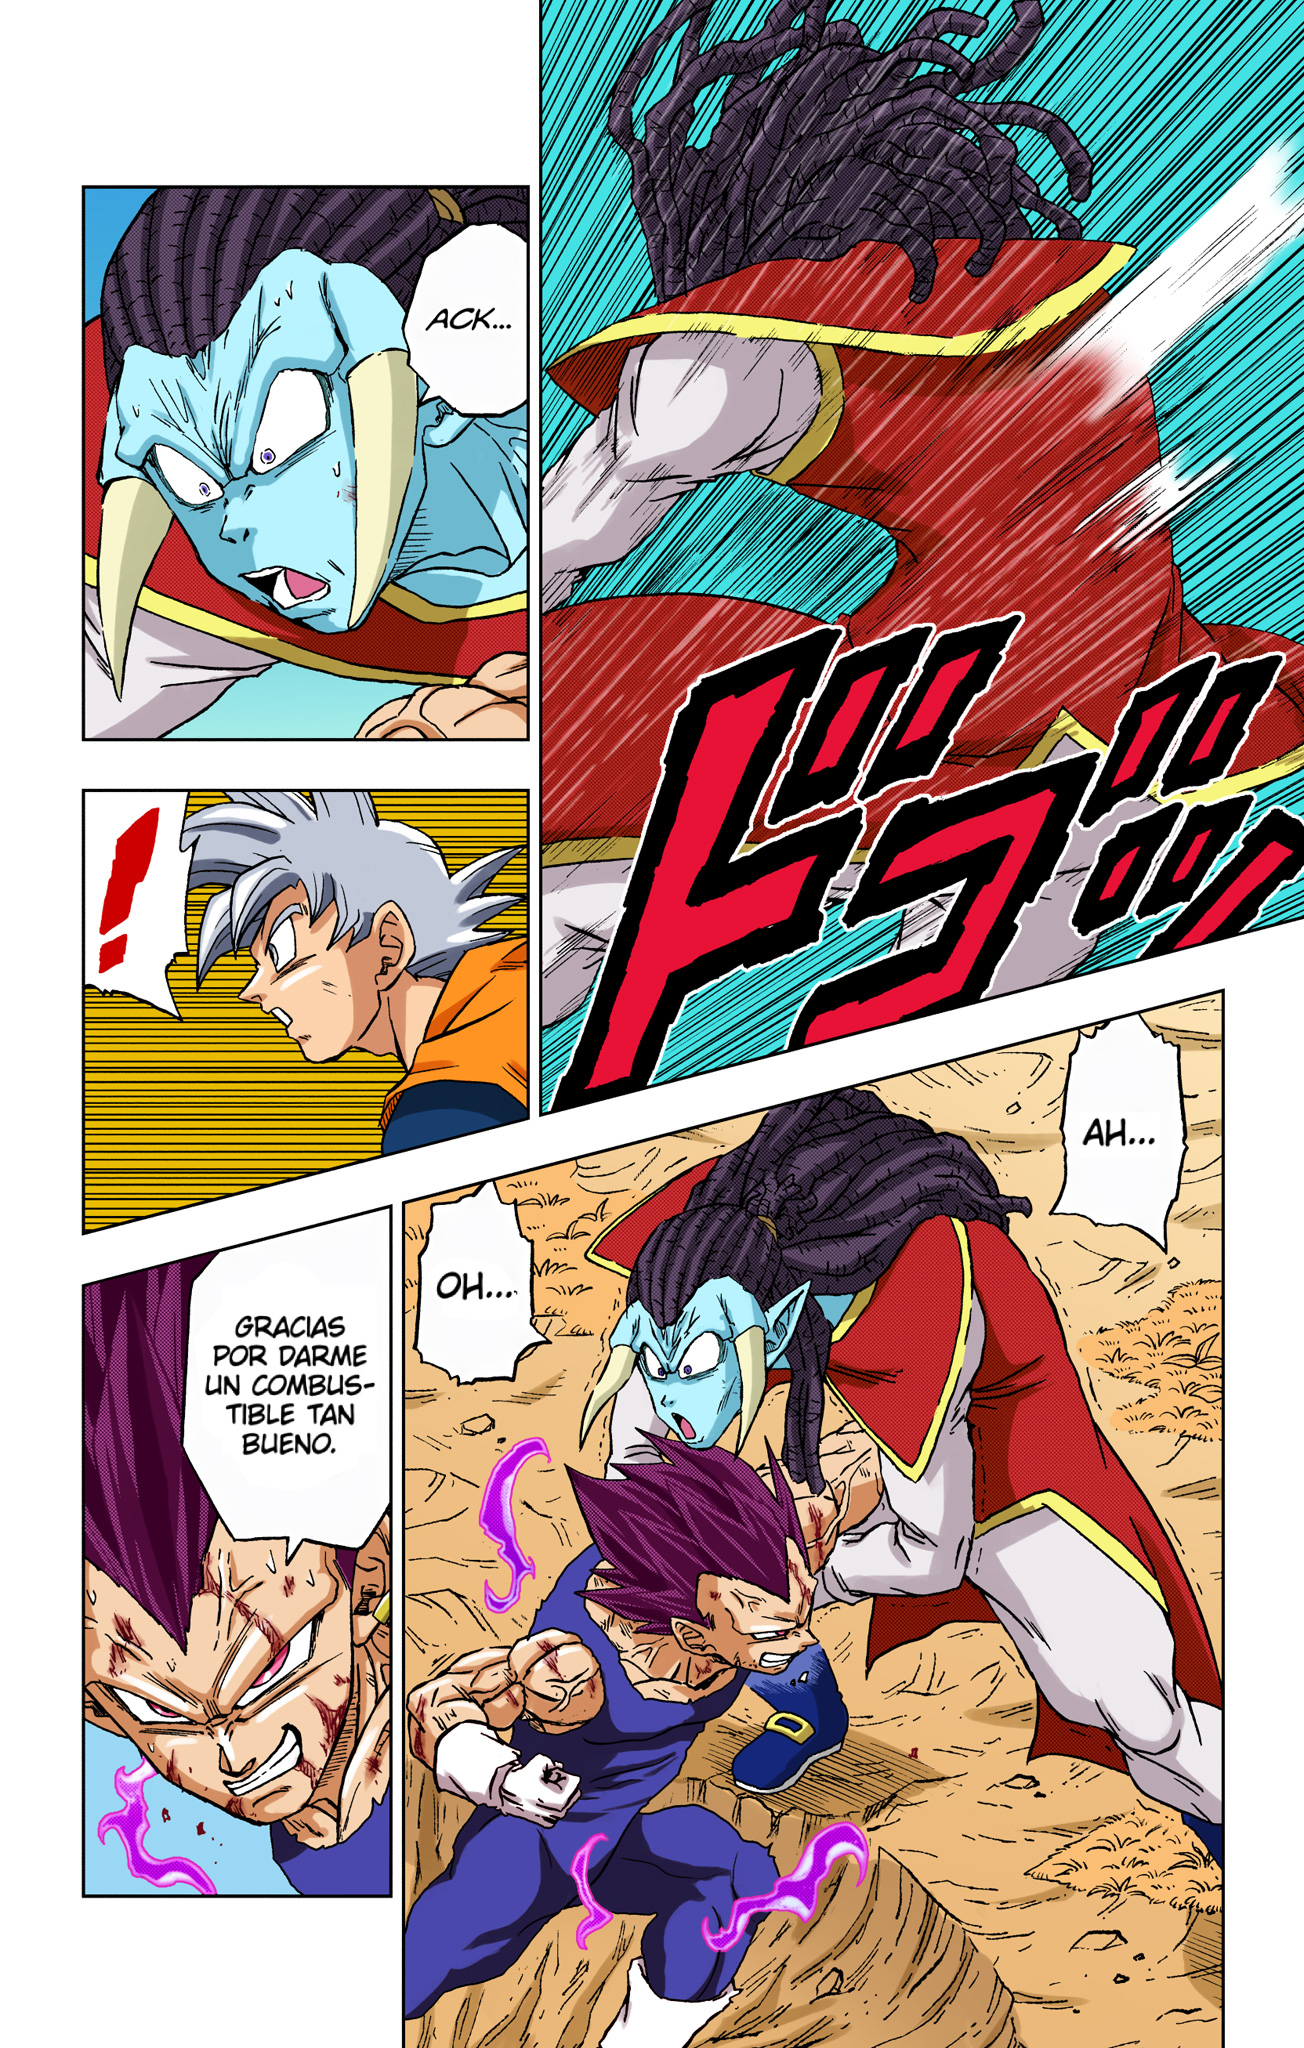 ドゴッ
ACK...
!
AH...
OH...
GRACIAS
POR DARME
UN COMBUS-
TIBLE TAN
BUENO.